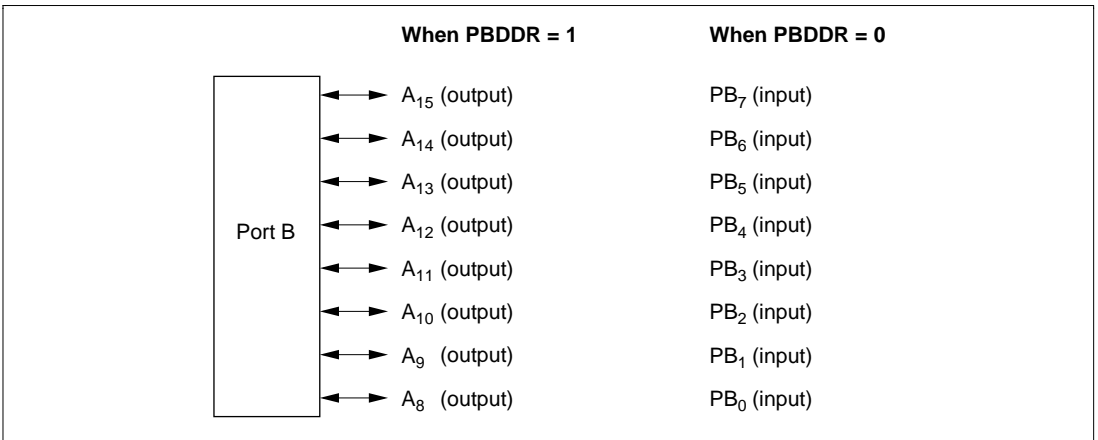 When PBDDR = 1 When PBDDR = 0
A15 (output) PB7 (input)
A14 (output) PB6 (input)
A13 (output) PB5 (input)
Port B A12 (output) PB4 (input)
A11 (output) PB3 (input)
A10 (output) PB2 (input)
A9 (output) PB1 (input)
A8 (output) PB0 (input)